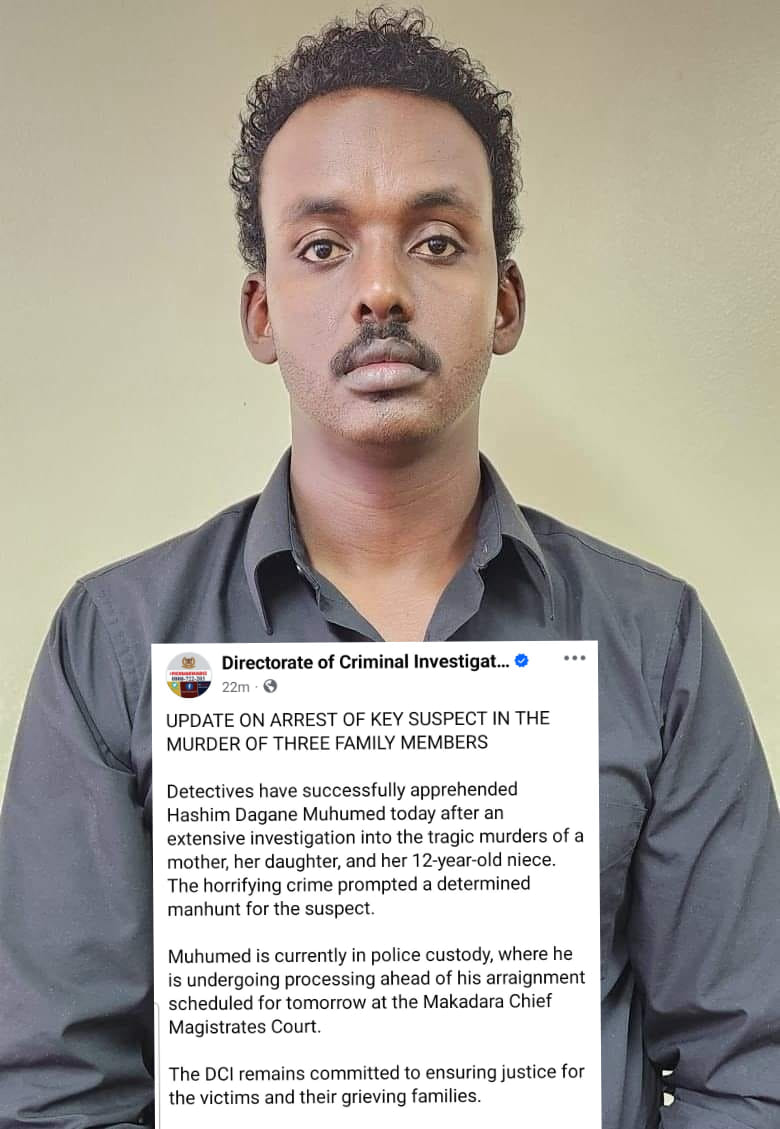 Directorate of Criminal Investigat...
22m
UPDATE ON ARREST OF KEY SUSPECT IN THE
MURDER OF THREE FAMILY MEMBERS
Detectives have successfully apprehended
Hashim Dagane Muhumed today after an
extensive investigation into the tragic murders of a
mother, her daughter, and her 12-year-old niece.
The horrifying crime prompted a determined
manhunt for the suspect.
Muhumed is currently in police custody, where he
is undergoing processing ahead of his arraignment
scheduled for tomorrow at the Makadara Chief
Magistrates Court.
The DCI remains committed to ensuring justice for
the victims and their grieving families.